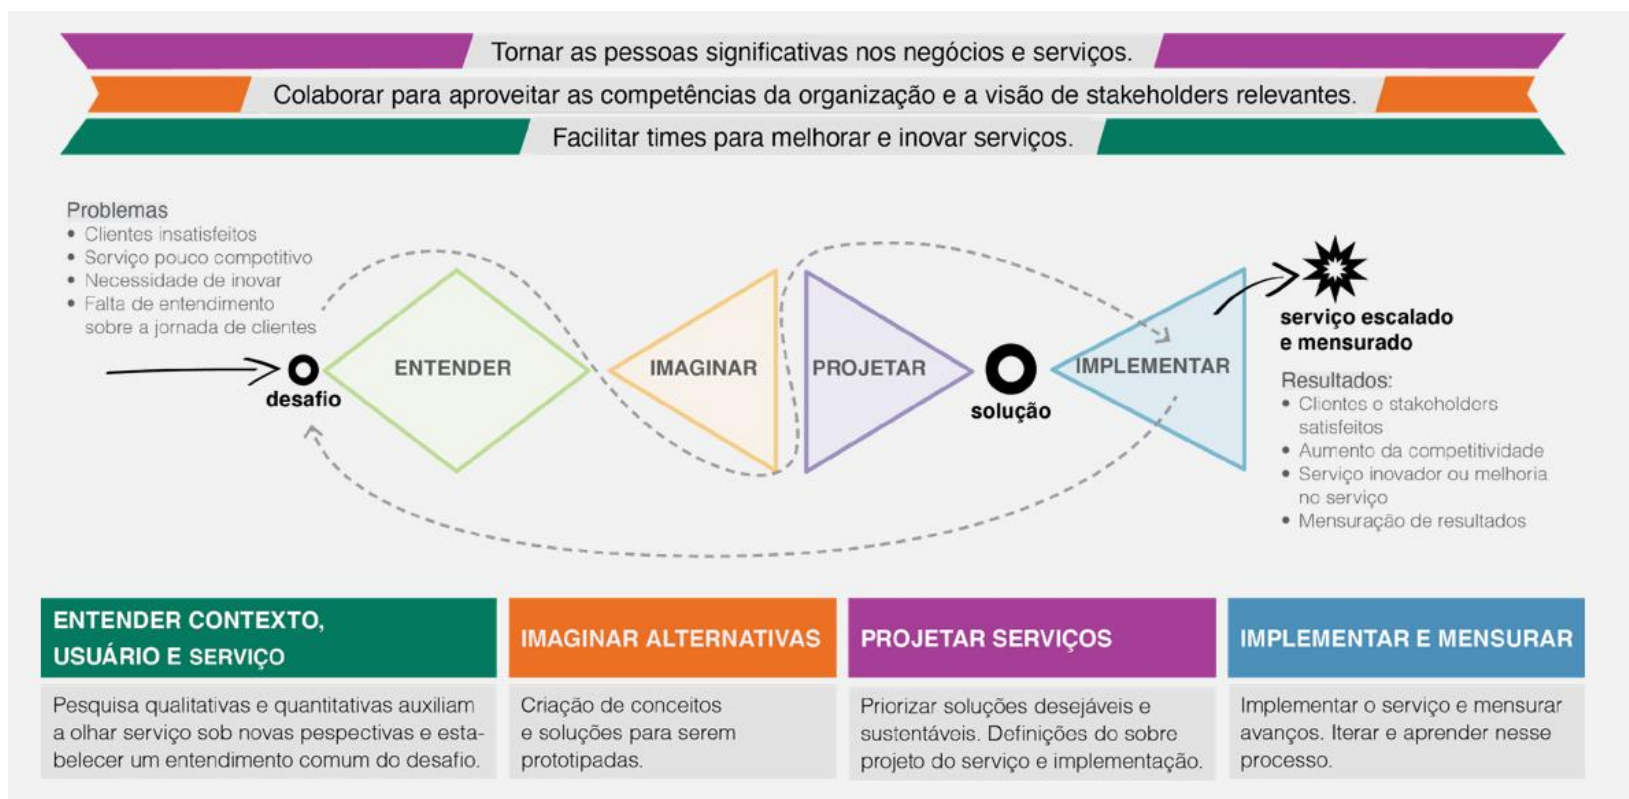 Tornar as pessoas significativas nos negócios e serviços.
Colaborar para aproveitar as competências da organização e a visão de stakeholders relevantes.
Facilitar times para melhorar e inovar serviços.
Problemas
• Clientes insatisfeitos
• Serviço pouco competitivo
• Necessidade de inovar
• Falta de entendimento
sobre a jornada de clientes
desafio
ENTENDER
IMAGINAR
PROJETAR
solução
IMPLEMENTAR
serviço escalado
e mensurado
Resultados:
• Clientes e stakeholders
satisfeitos
• Aumento da competitividade
• Serviço inovador ou melhoria
no serviço
• Mensuração de resultados
ENTENDER CONTEXTO,
USUÁRIO E SERVIÇO
Pesquisa qualitativas e quantitativas auxiliam
a olhar serviço sob novas pespectivas e esta-
belecer um entendimento comum do desafio.
IMAGINAR ALTERNATIVAS
Criação de conceitos
e soluções para serem
prototipadas.
PROJETAR SERVIÇOS
Priorizar soluções desejáveis e
sustentáveis. Definições do sobre
projeto do serviço e implementação.
IMPLEMENTAR E MENSURAR
Implementar o serviço e mensurar
avanços. Iterar e aprender nesse
processo.